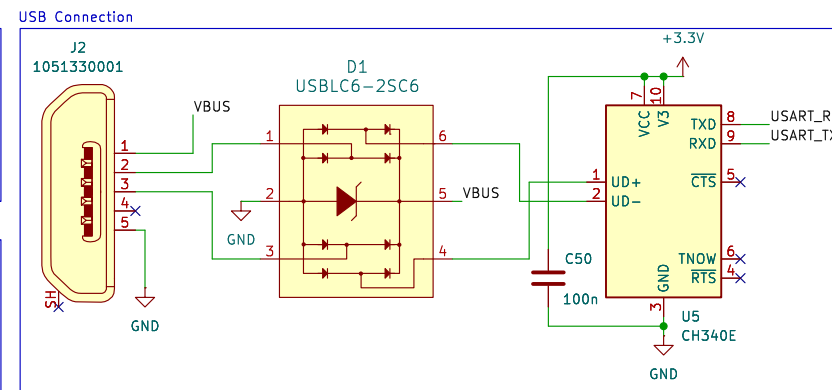 USB Connection
J2
1051330001
VBUS
1
2
3
4
5
SH
GND
D1
USBLC6-2SC6
1
2
3
6
5
4
GND
VBUS
C50
100n
+3.3V
7
10
VCC
V3
TXD
8
USART_R
RXD
9
USART_TX
1
UD+
2
UD-
CTS
5
TNOW
6
RTS
4
GND
3
U5
CH340E
GND